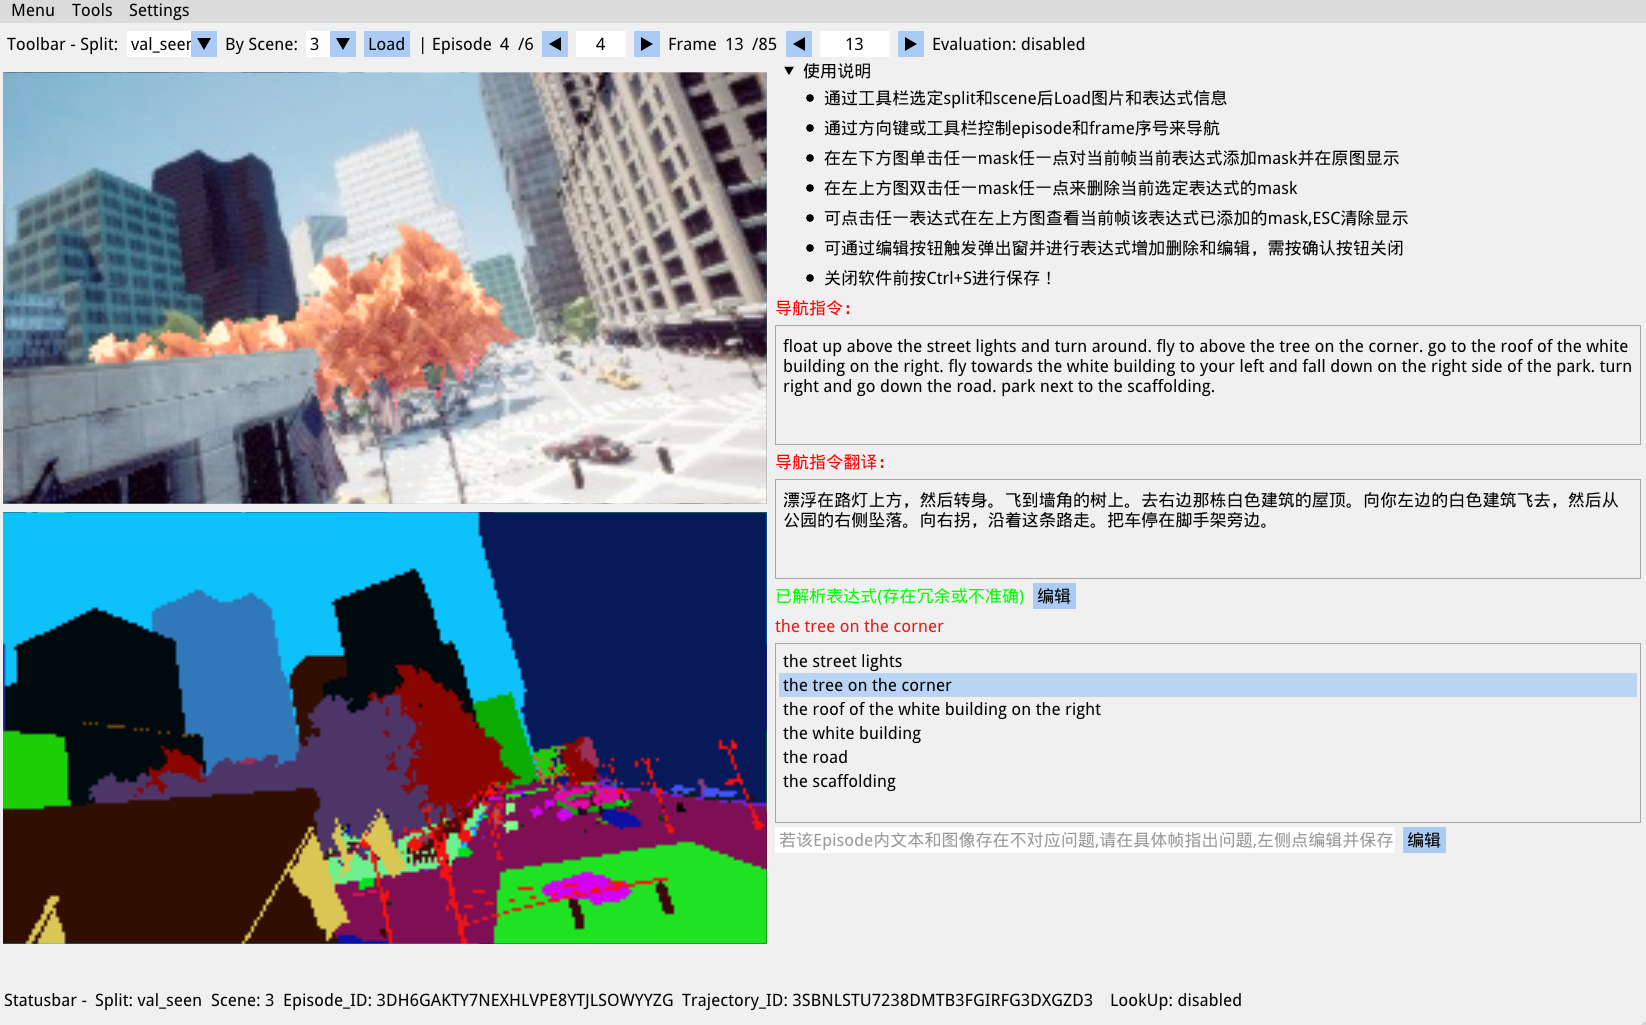 Menu Tools Settings
Toolbar - Split: val_seen By Scene: 3 Load | Episode 4 /6 4 Frame 13 /85 13 Evaluation: disabled
使用说明
通过工具栏选定split和scene后Load图片和表达式信息
通过方向键或工具栏控制episode和frame序号来导航
在左下方图单击任一mask任一点对当前帧当前表达式添加mask并在原图显示
在左上方图双击任一mask任一点来删除当前选定表达式的mask
可点击任一表达式在左上方图查看当前帧该表达式已添加的mask,ESC清除显示
可通过编辑按钮触发弹出窗并进行表达式增加删除和编辑，需按确认按钮关闭
关闭软件前按Ctrl+S进行保存！
导航指令:
float up above the street lights and turn around. fly to above the tree on the corner. go to the roof of the white
building on the right. fly towards the white building to your left and fall down on the right side of the park. turn
right and go down the road. park next to the scaffolding.
导航指令翻译:
漂浮在路灯上方，然后转身。飞到墙角的树上。去右边那栋白色建筑的屋顶。向你左边的白色建筑飞去，然后从
公园的右侧坠落。向右拐，沿着这条路走。把车停在脚手架旁边。
已解析表达式(存在冗余或不准确) 编辑
the tree on the corner
the street lights
the tree on the corner
the roof of the white building on the right
the white building
the road
the scaffolding
若该Episode内文本和图像存在不对应问题,请在具体帧指出问题,左侧点编辑并保存 编辑
Statusbar - Split: val_seen Scene: 3 Episode_ID: 3DH6GAKTY7NEXHLVPE8YTJLSOWYYZG Trajectory_ID: 3SBNLSTU7238DMTB3FGIRFG3DXGZD3 LookUp: disabled